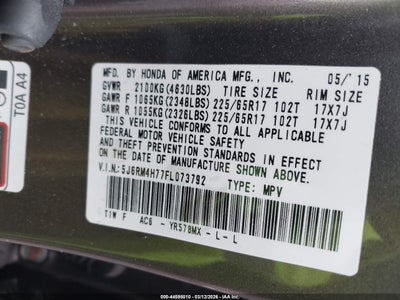 MFD. BY HONDA OF AMERICA MFG., INC. 05/'15
GVWR 2100KG(4630LBS) TIRE SIZE RIM SIZE
GAWR F 1065KG(2348LBS) 225/65R17 102T 17X7J
GAWR R 1055KG(2326LBS) 225/65R17 102T 17X7J
THIS VEHICLE CONFORMS TO ALL APPLICABLE
FEDERAL MOTOR VEHICLE SAFETY
AND THEFT PREVENTION STANDARDS IN EFFECT ON
THE DATE OF MANUFACTURE SHOWN ABOVE.
V.I.N.: 5J6RM4H77FL073792 TYPE: MPV
TIW F AC6 - YR578MX - L - L
T0A A4
000-44598010 | 03/12/2026 | © IAA, LLC